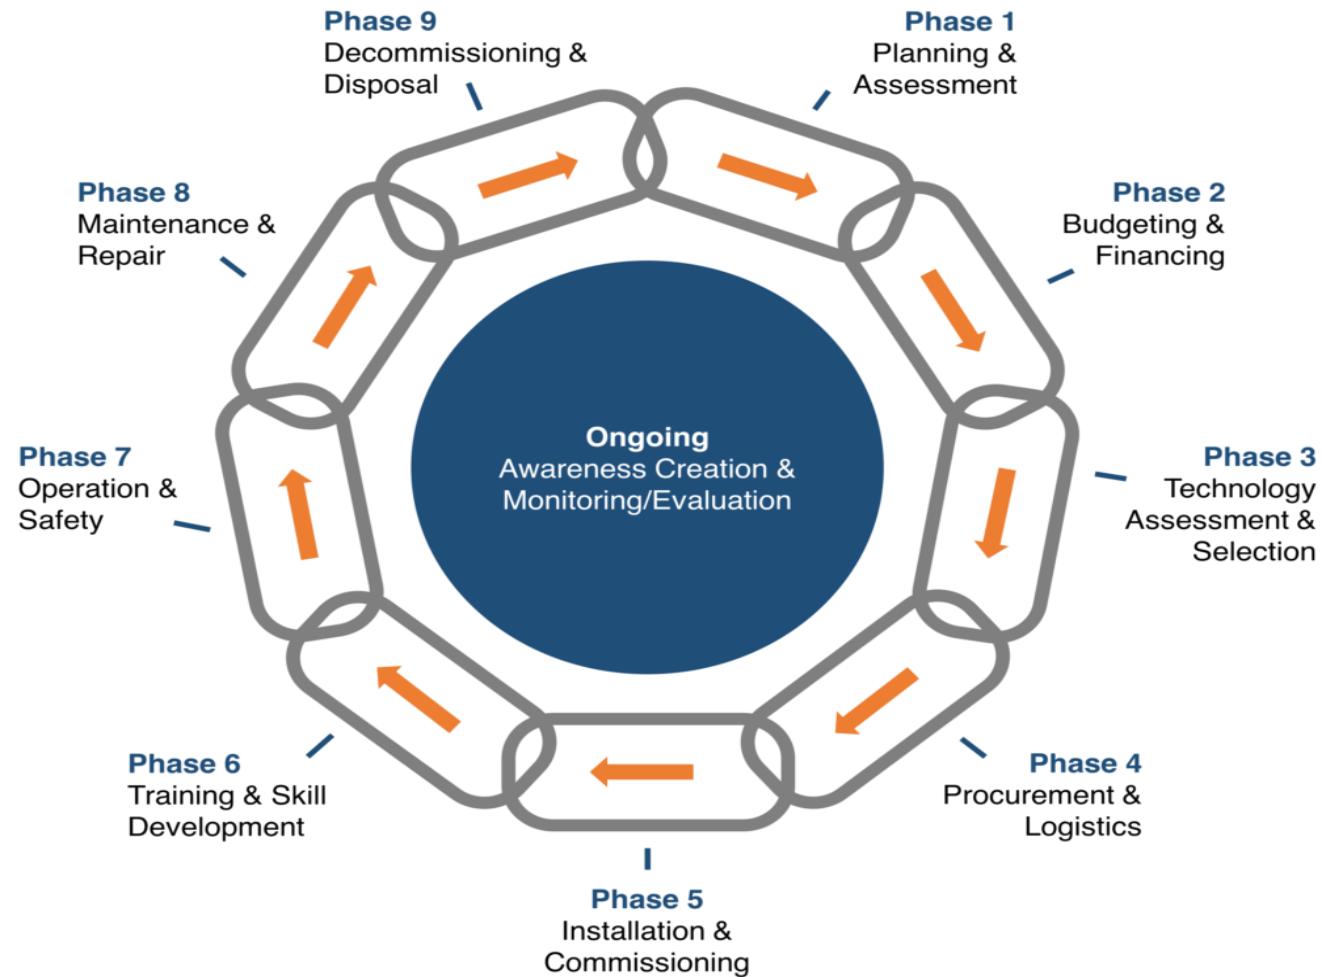 Phase 9
Decommissioning &
Disposal
Phase 1
Planning &
Assessment
Phase 2
Budgeting &
Financing
Phase 3
Technology
Assessment &
Selection
Phase 4
Procurement &
Logistics
Phase 5
Installation &
Commissioning
Phase 6
Training & Skill
Development
Phase 7
Operation &
Safety
Phase 8
Maintenance &
Repair
Ongoing
Awareness Creation &
Monitoring/Evaluation